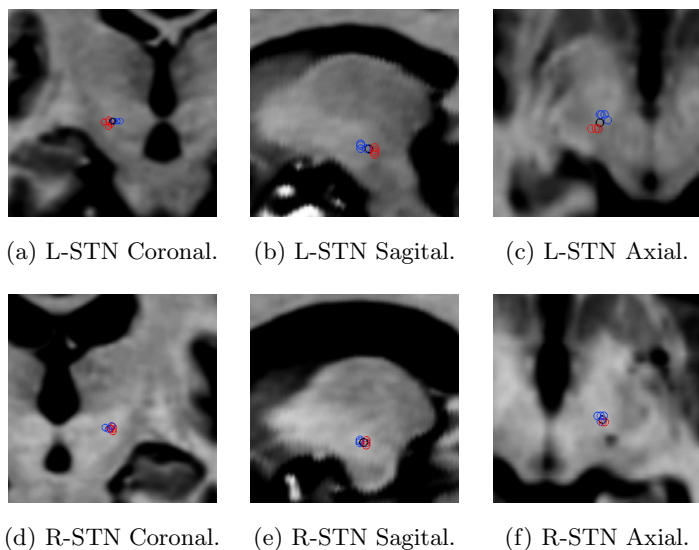 (a) L-STN Coronal.
(b) L-STN Sagital.
(c) L-STN Axial.
(d) R-STN Coronal.
(e) R-STN Sagital.
(f) R-STN Axial.